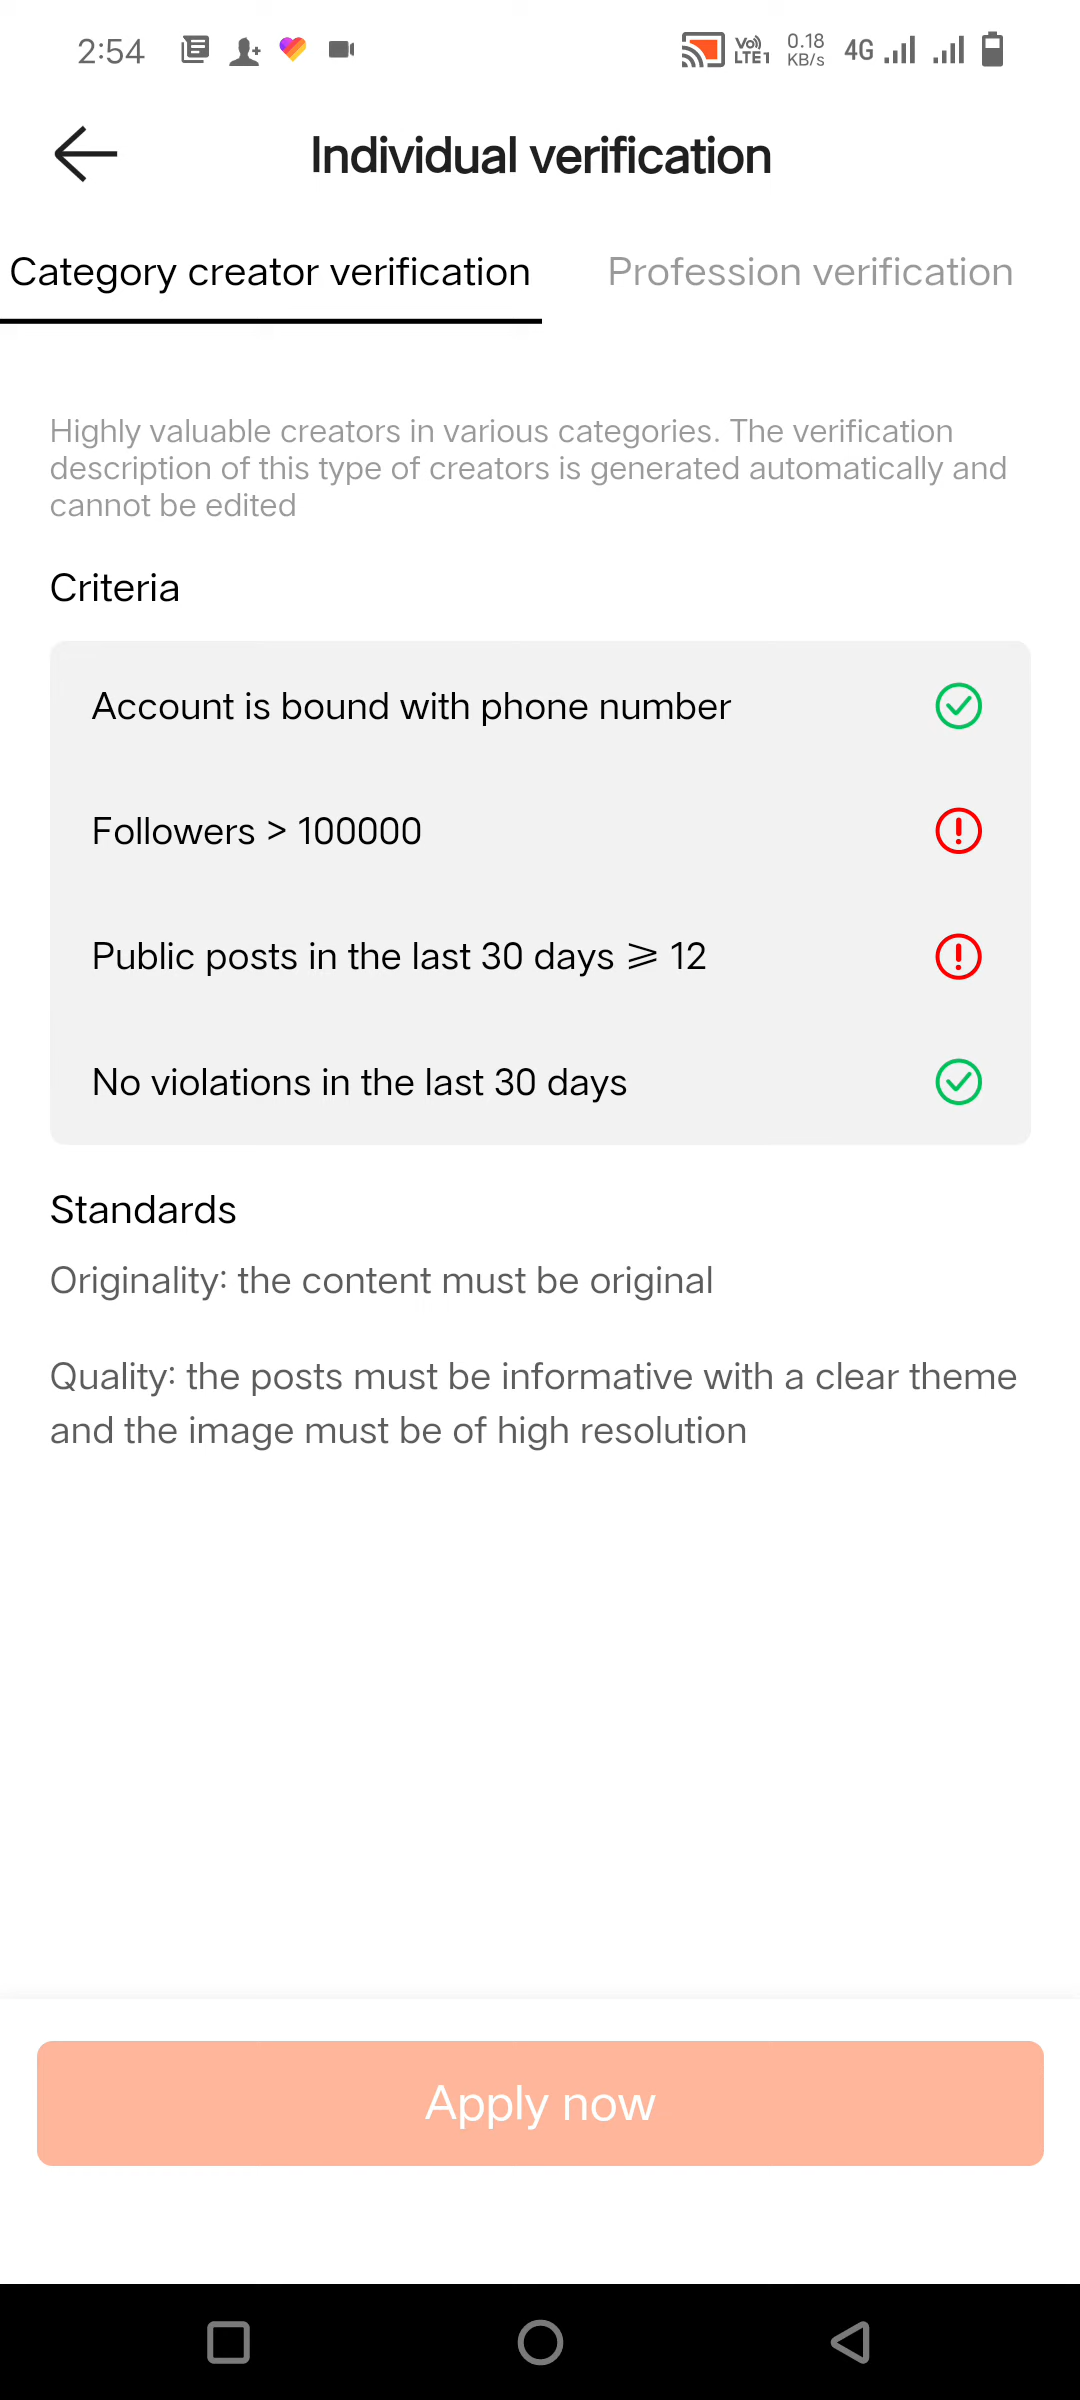 2:54
Vo)) LTE1
0.18 KB/s
4G
Individual verification
Category creator verification
Profession verification
Highly valuable creators in various categories. The verification
description of this type of creators is generated automatically and
cannot be edited
Criteria
Account is bound with phone number
Followers > 100000
Public posts in the last 30 days ⩾ 12
No violations in the last 30 days
Standards
Originality: the content must be original
Quality: the posts must be informative with a clear theme
and the image must be of high resolution
Apply now